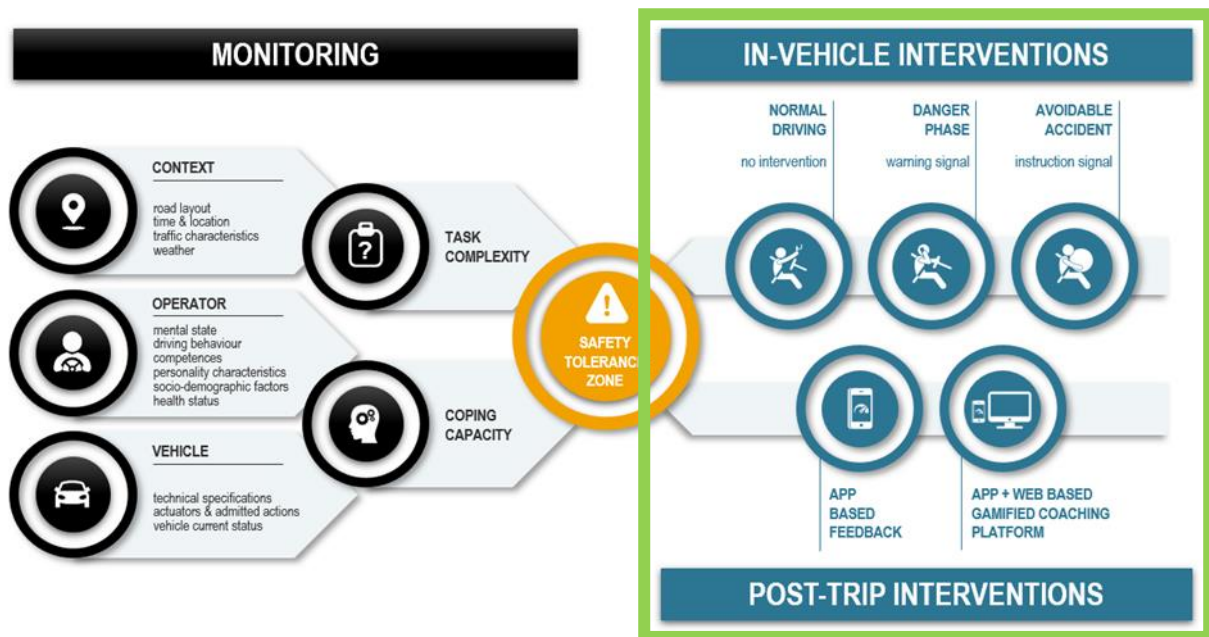 MONITORING
CONTEXT
road layout
time & location
traffic characteristics
weather
OPERATOR
mental state
driving behaviour
competences
personality characteristics
socio-demographic factors
health status
VEHICLE
technical specifications
actuators & admitted actions
vehicle current status
?
TASK
COMPLEXITY
COPING
CAPACITY
!
SAFETY
TOLERANCE
ZONE
IN-VEHICLE INTERVENTIONS
NORMAL
DRIVING
no intervention
DANGER
PHASE
warning signal
AVOIDABLE
ACCIDENT
instruction signal
APP
BASED
FEEDBACK
APP + WEB BASED
GAMIFIED COACHING
PLATFORM
POST-TRIP INTERVENTIONS